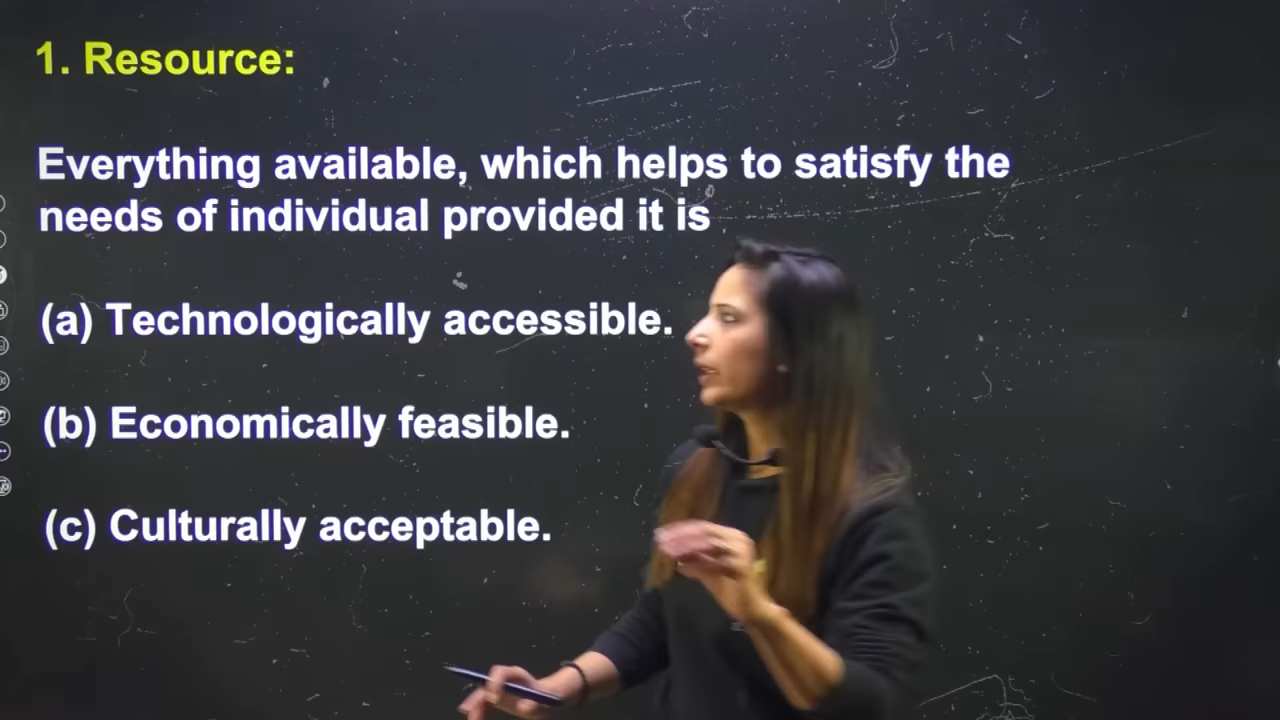 1. Resource:
Everything available, which helps to satisfy the
needs of individual provided it is
(a) Technologically accessible.
(b) Economically feasible.
(c) Culturally acceptable.